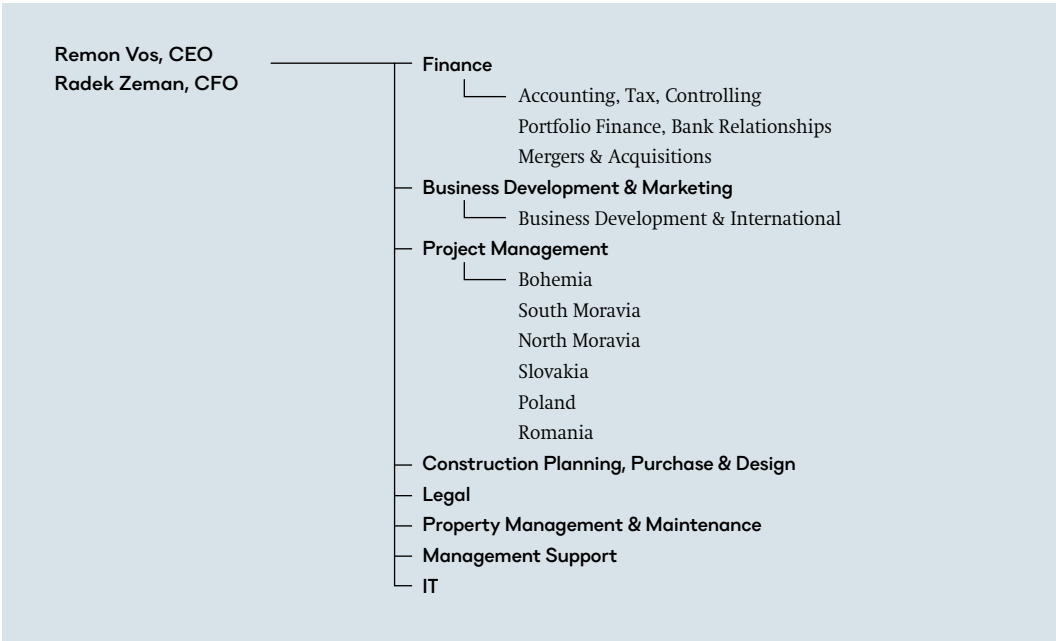 Remon Vos, CEO
Radek Zeman, CFO
Finance
Accounting, Tax, Controlling
Portfolio Finance, Bank Relationships
Mergers & Acquisitions
Business Development & Marketing
Business Development & International
Project Management
Bohemia
South Moravia
North Moravia
Slovakia
Poland
Romania
Construction Planning, Purchase & Design
Legal
Property Management & Maintenance
Management Support
IT